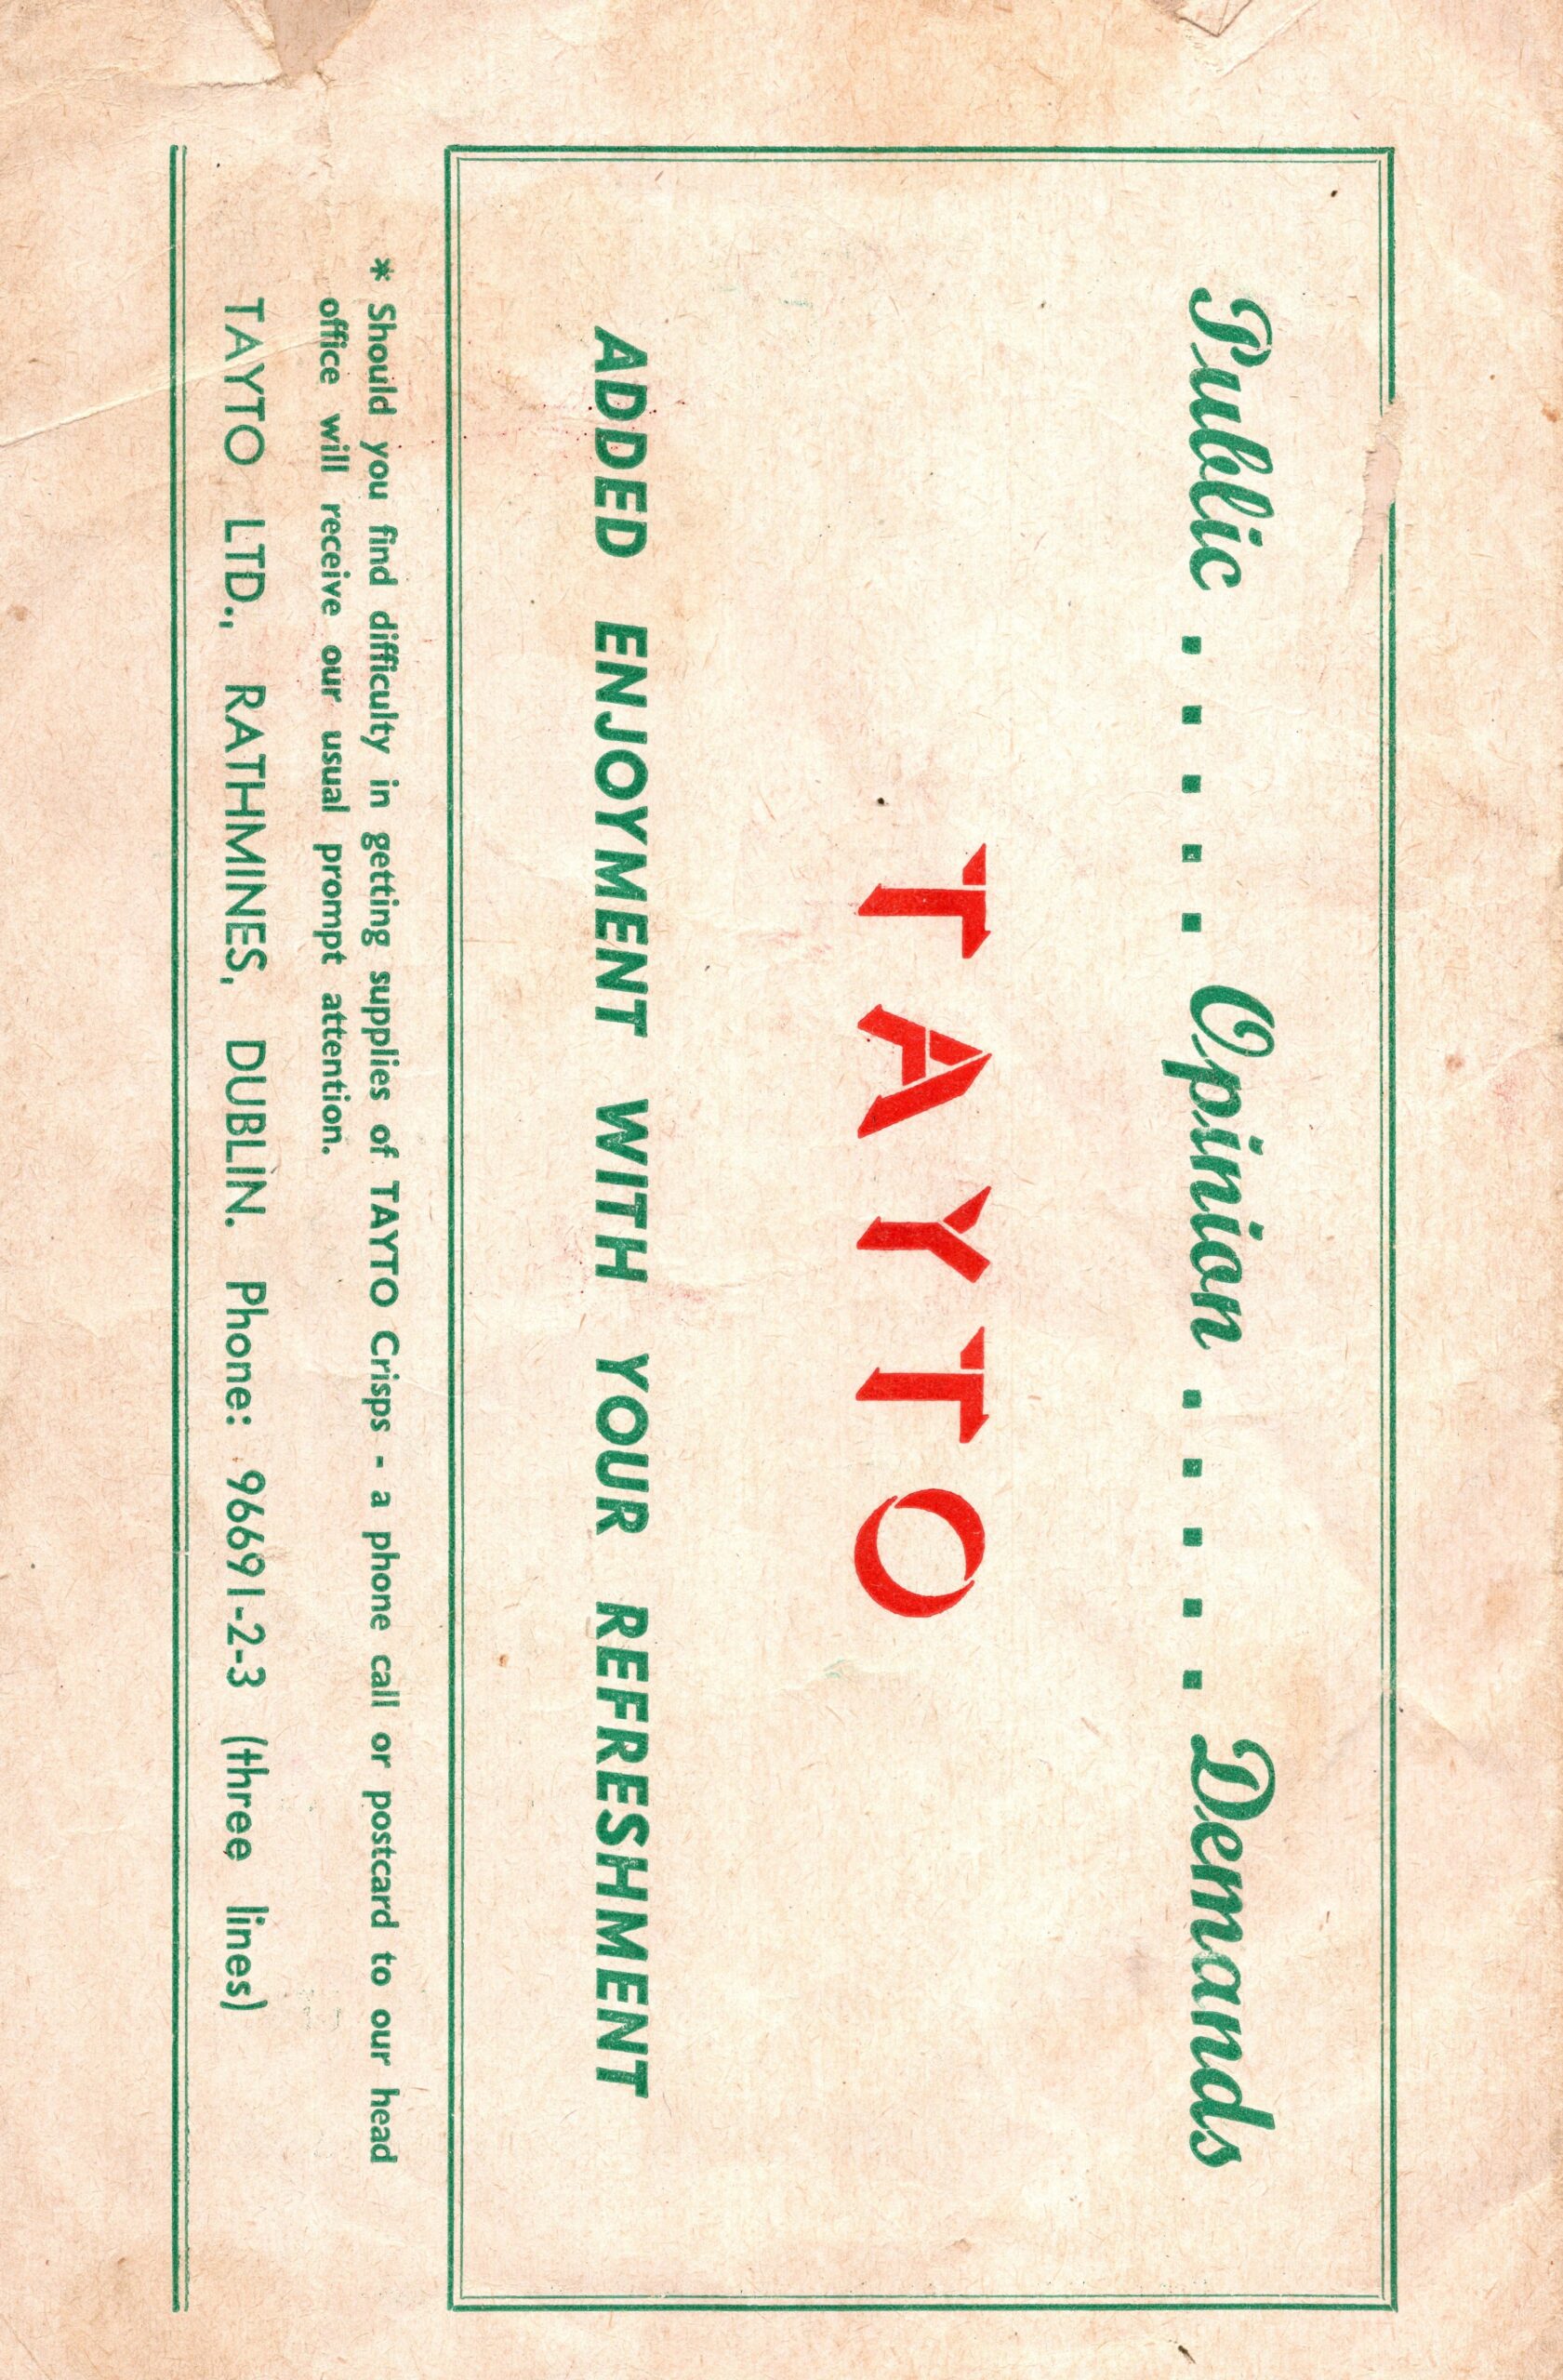 Public ..... Opinion ..... Demands
TAYTO
ADDED ENJOYMENT WITH YOUR REFRESHMENT
* Should you find difficulty in getting supplies of TAYTO Crisps - a phone call or postcard to our head
office will receive our usual prompt attention.
TAYTO LTD., RATHMINES, DUBLIN. Phone: 96691-2-3 (three lines)